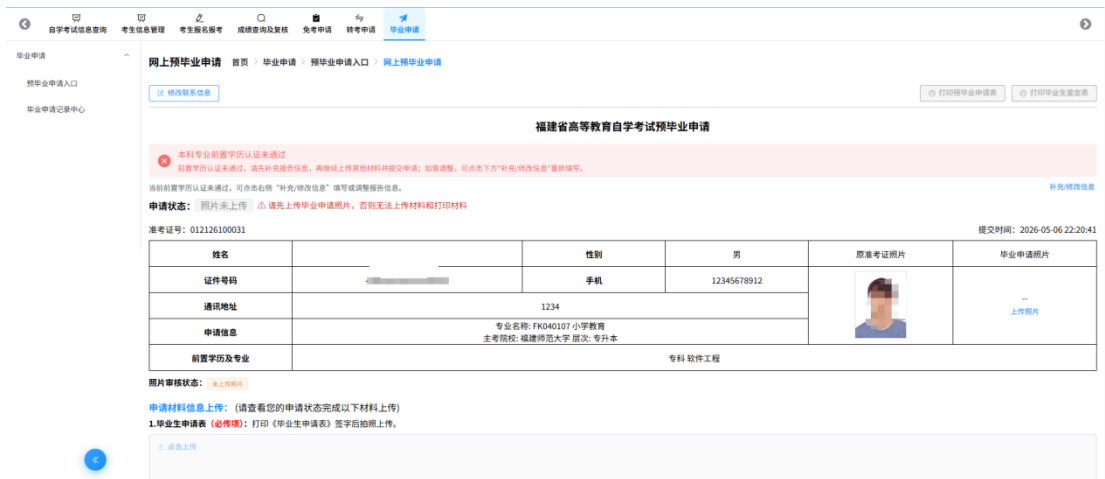 自学考试信息查询 考生信息管理 考生报名报考 成绩查询及复核 免考申请 转考申请 毕业申请
毕业申请
预毕业申请入口
毕业申请记录中心
网上预毕业申请 首页 > 毕业申请 > 预毕业申请入口 > 网上预毕业申请
修改联系信息 打印预毕业申请表 打印毕业生鉴定表
福建省高等教育自学考试预毕业申请
本科专业前置学历认证未通过
前置学历认证未通过，请先补充报告信息，再继续上传其他材料并提交申请；如需调整，可点击下方“补充/修改信息”重新填写。
当前前置学历认证未通过，可点击右侧“补充/修改信息”填写或调整报告信息。 补充/修改信息
申请状态： 照片未上传 请先上传毕业申请照片，否则无法上传材料和打印材料
准考证号：012126100031 提交时间：2026-05-06 22:20:41
姓名 性别 男 原准考证照片 毕业申请照片
证件号码 手机 12345678912
通讯地址 1234
--
上传照片
申请信息 专业名称: FK040107 小学教育
主考院校: 福建师范大学 层次: 专升本
前置学历及专业 专科 软件工程
照片审核状态： 未上传照片
申请材料信息上传： (请查看您的申请状态完成以下材料上传)
1.毕业生申请表（必传项）：打印《毕业生申请表》签字后拍照上传。
点击上传